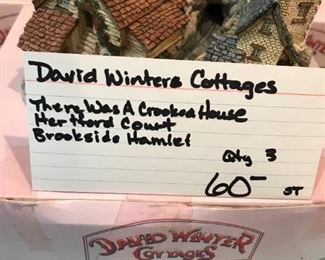 David Winters Cottages
There Was A Crooked House
Hertford Court
Brookside Hamlet
Qty 3
60- ST
DAVID WINTER
COTTAGES